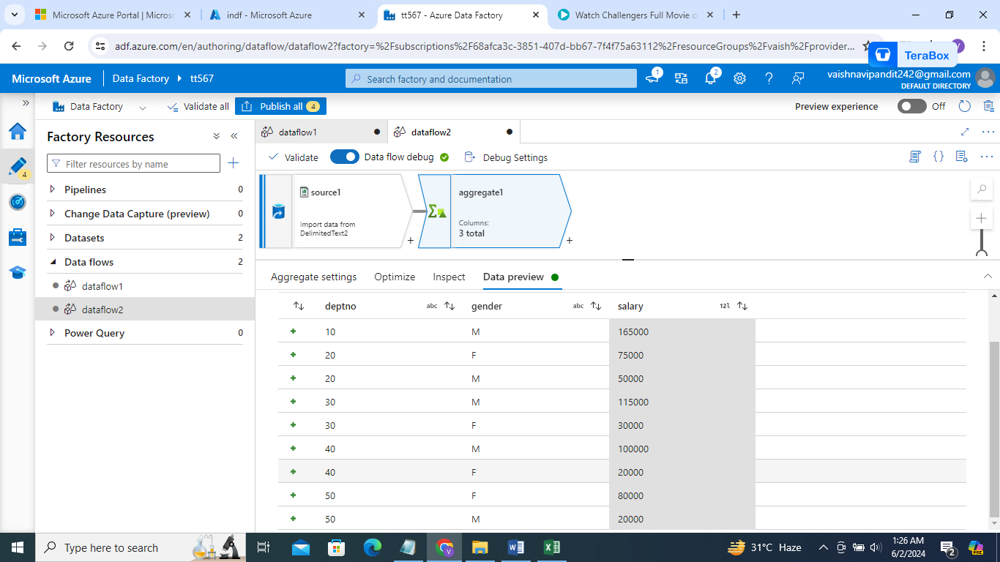 Microsoft Azure Portal | Micros
indf - Microsoft Azure
tt567 - Azure Data Factory
Watch Challengers Full Movie o
adf.azure.com/en/authoring/dataflow/dataflow2?factory=%2Fsubscriptions%2F68afca3c-3851-407d-bb67-7f4f75a63112%2FresourceGroups%2Fvaish%2Fprovider...
TeraBox
Microsoft Azure
Data Factory
tt567
Search factory and documentation
1
2
vaishnavipandit242@gmail.com
DEFAULT DIRECTORY
Data Factory
Validate all
Publish all 4
Preview experience
Off
Factory Resources
dataflow1
dataflow2
Filter resources by name
4
Validate
Data flow debug
Debug Settings
Pipelines 0
Change Data Capture (preview) 0
Datasets 2
Data flows 2
dataflow1
dataflow2
Power Query 0
source1
Import data from
DelimitedText2
+
aggregate1
Columns:
3 total
+
Aggregate settings
Optimize
Inspect
Data preview
deptno abc gender abc salary 12l
10 M 165000
20 F 75000
20 M 50000
30 M 115000
30 F 30000
40 M 100000
40 F 20000
50 F 80000
50 M 20000
Type here to search
31°C Haze
1:26 AM
6/2/2024
2
PRE